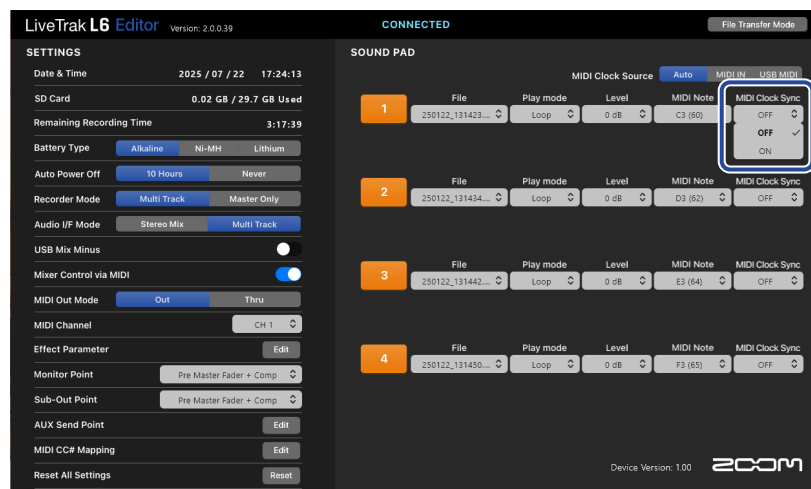 LiveTrak L6 Editor Version: 2.0.0.39
CONNECTED
File Transfer Mode
SETTINGS
Date & Time 2025 / 07 / 22 17:24:13
SD Card 0.02 GB / 29.7 GB Used
Remaining Recording Time 3:17:39
Battery Type Alkaline Ni-MH Lithium
Auto Power Off 10 Hours Never
Recorder Mode Multi Track Master Only
Audio I/F Mode Stereo Mix Multi Track
USB Mix Minus
Mixer Control via MIDI
MIDI Out Mode Out Thru
MIDI Channel CH 1
Effect Parameter Edit
Monitor Point Pre Master Fader + Comp
Sub-Out Point Pre Master Fader + Comp
AUX Send Point Edit
MIDI CC# Mapping Edit
Reset All Settings Reset
SOUND PAD
MIDI Clock Source Auto MIDI IN USB MIDI
File Play mode Level MIDI Note MIDI Clock Sync
1 250122_131423.... Loop 0 dB C3 (60) OFF
OFF
ON
File Play mode Level MIDI Note MIDI Clock Sync
2 250122_131434.... Loop 0 dB D3 (62) OFF
File Play mode Level MIDI Note MIDI Clock Sync
3 250122_131442.... Loop 0 dB E3 (64) OFF
File Play mode Level MIDI Note MIDI Clock Sync
4 250122_131450.... Loop 0 dB F3 (65) OFF
Device Version: 1.00 ZOOM